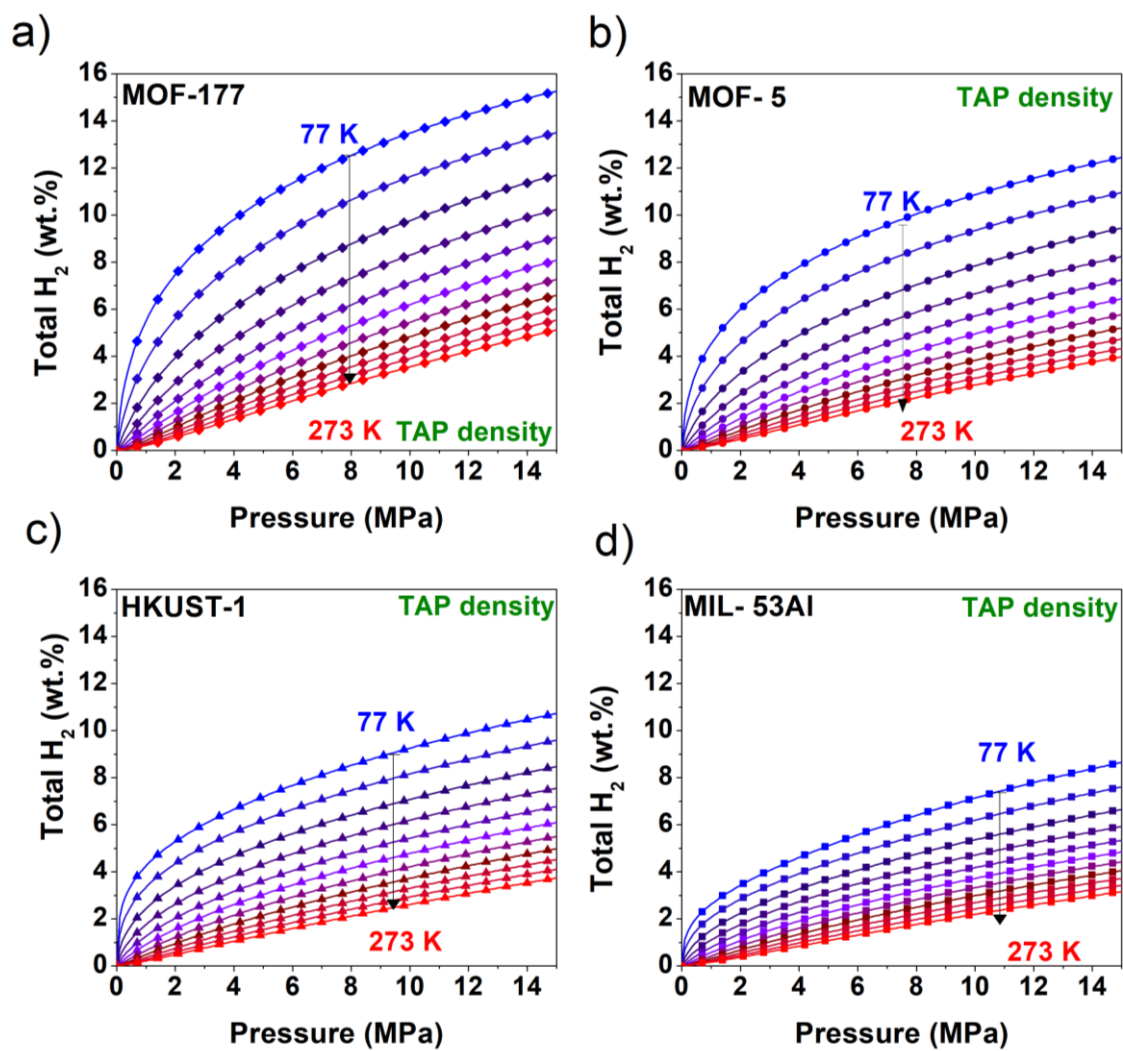 a)
16
14
12
10
8
6
4
2
0
Total H2 (wt.%)
MOF-177
77 K
273 K
TAP density
0 2 4 6 8 10 12 14
Pressure (MPa)
b)
16
14
12
10
8
6
4
2
0
Total H2 (wt.%)
MOF- 5
TAP density
77 K
273 K
0 2 4 6 8 10 12 14
Pressure (MPa)
c)
16
14
12
10
8
6
4
2
0
Total H2 (wt.%)
HKUST-1
TAP density
77 K
273 K
0 2 4 6 8 10 12 14
Pressure (MPa)
d)
16
14
12
10
8
6
4
2
0
Total H2 (wt.%)
MIL- 53Al
TAP density
77 K
273 K
0 2 4 6 8 10 12 14
Pressure (MPa)